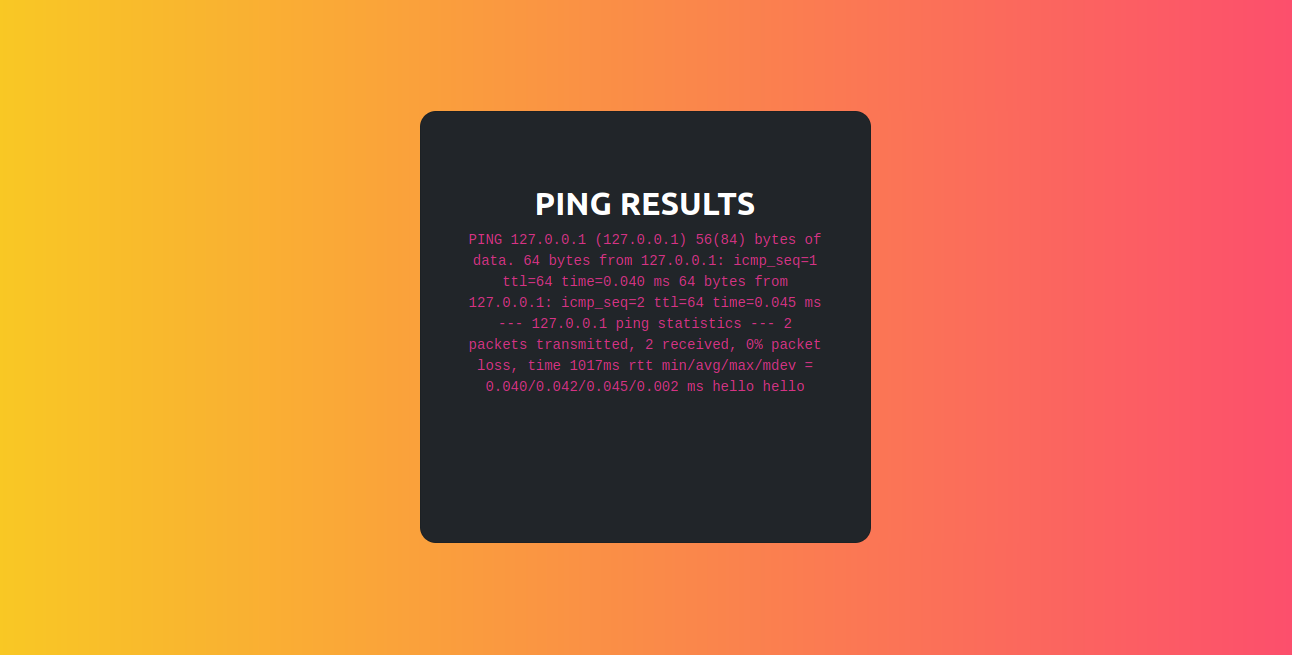 PING RESULTS
PING 127.0.0.1 (127.0.0.1) 56(84) bytes of
data. 64 bytes from 127.0.0.1: icmp_seq=1
ttl=64 time=0.040 ms 64 bytes from
127.0.0.1: icmp_seq=2 ttl=64 time=0.045 ms
--- 127.0.0.1 ping statistics --- 2
packets transmitted, 2 received, 0% packet
loss, time 1017ms rtt min/avg/max/mdev =
0.040/0.042/0.045/0.002 ms hello hello